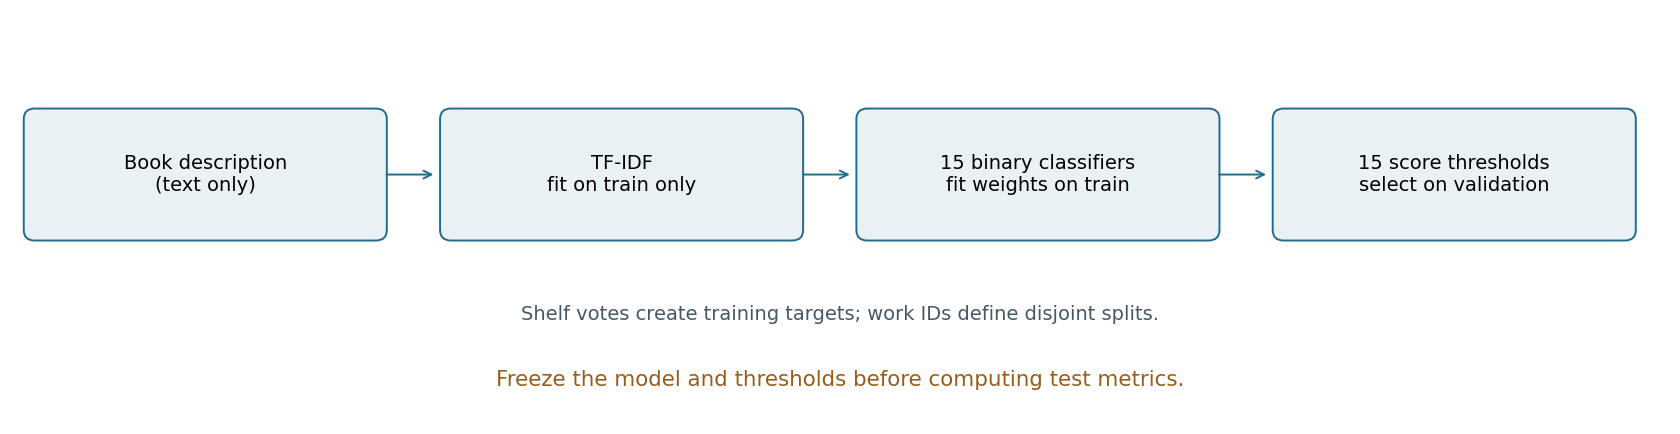 Book description
(text only)
TF-IDF
fit on train only
15 binary classifiers
fit weights on train
15 score thresholds
select on validation
Shelf votes create training targets; work IDs define disjoint splits.
Freeze the model and thresholds before computing test metrics.